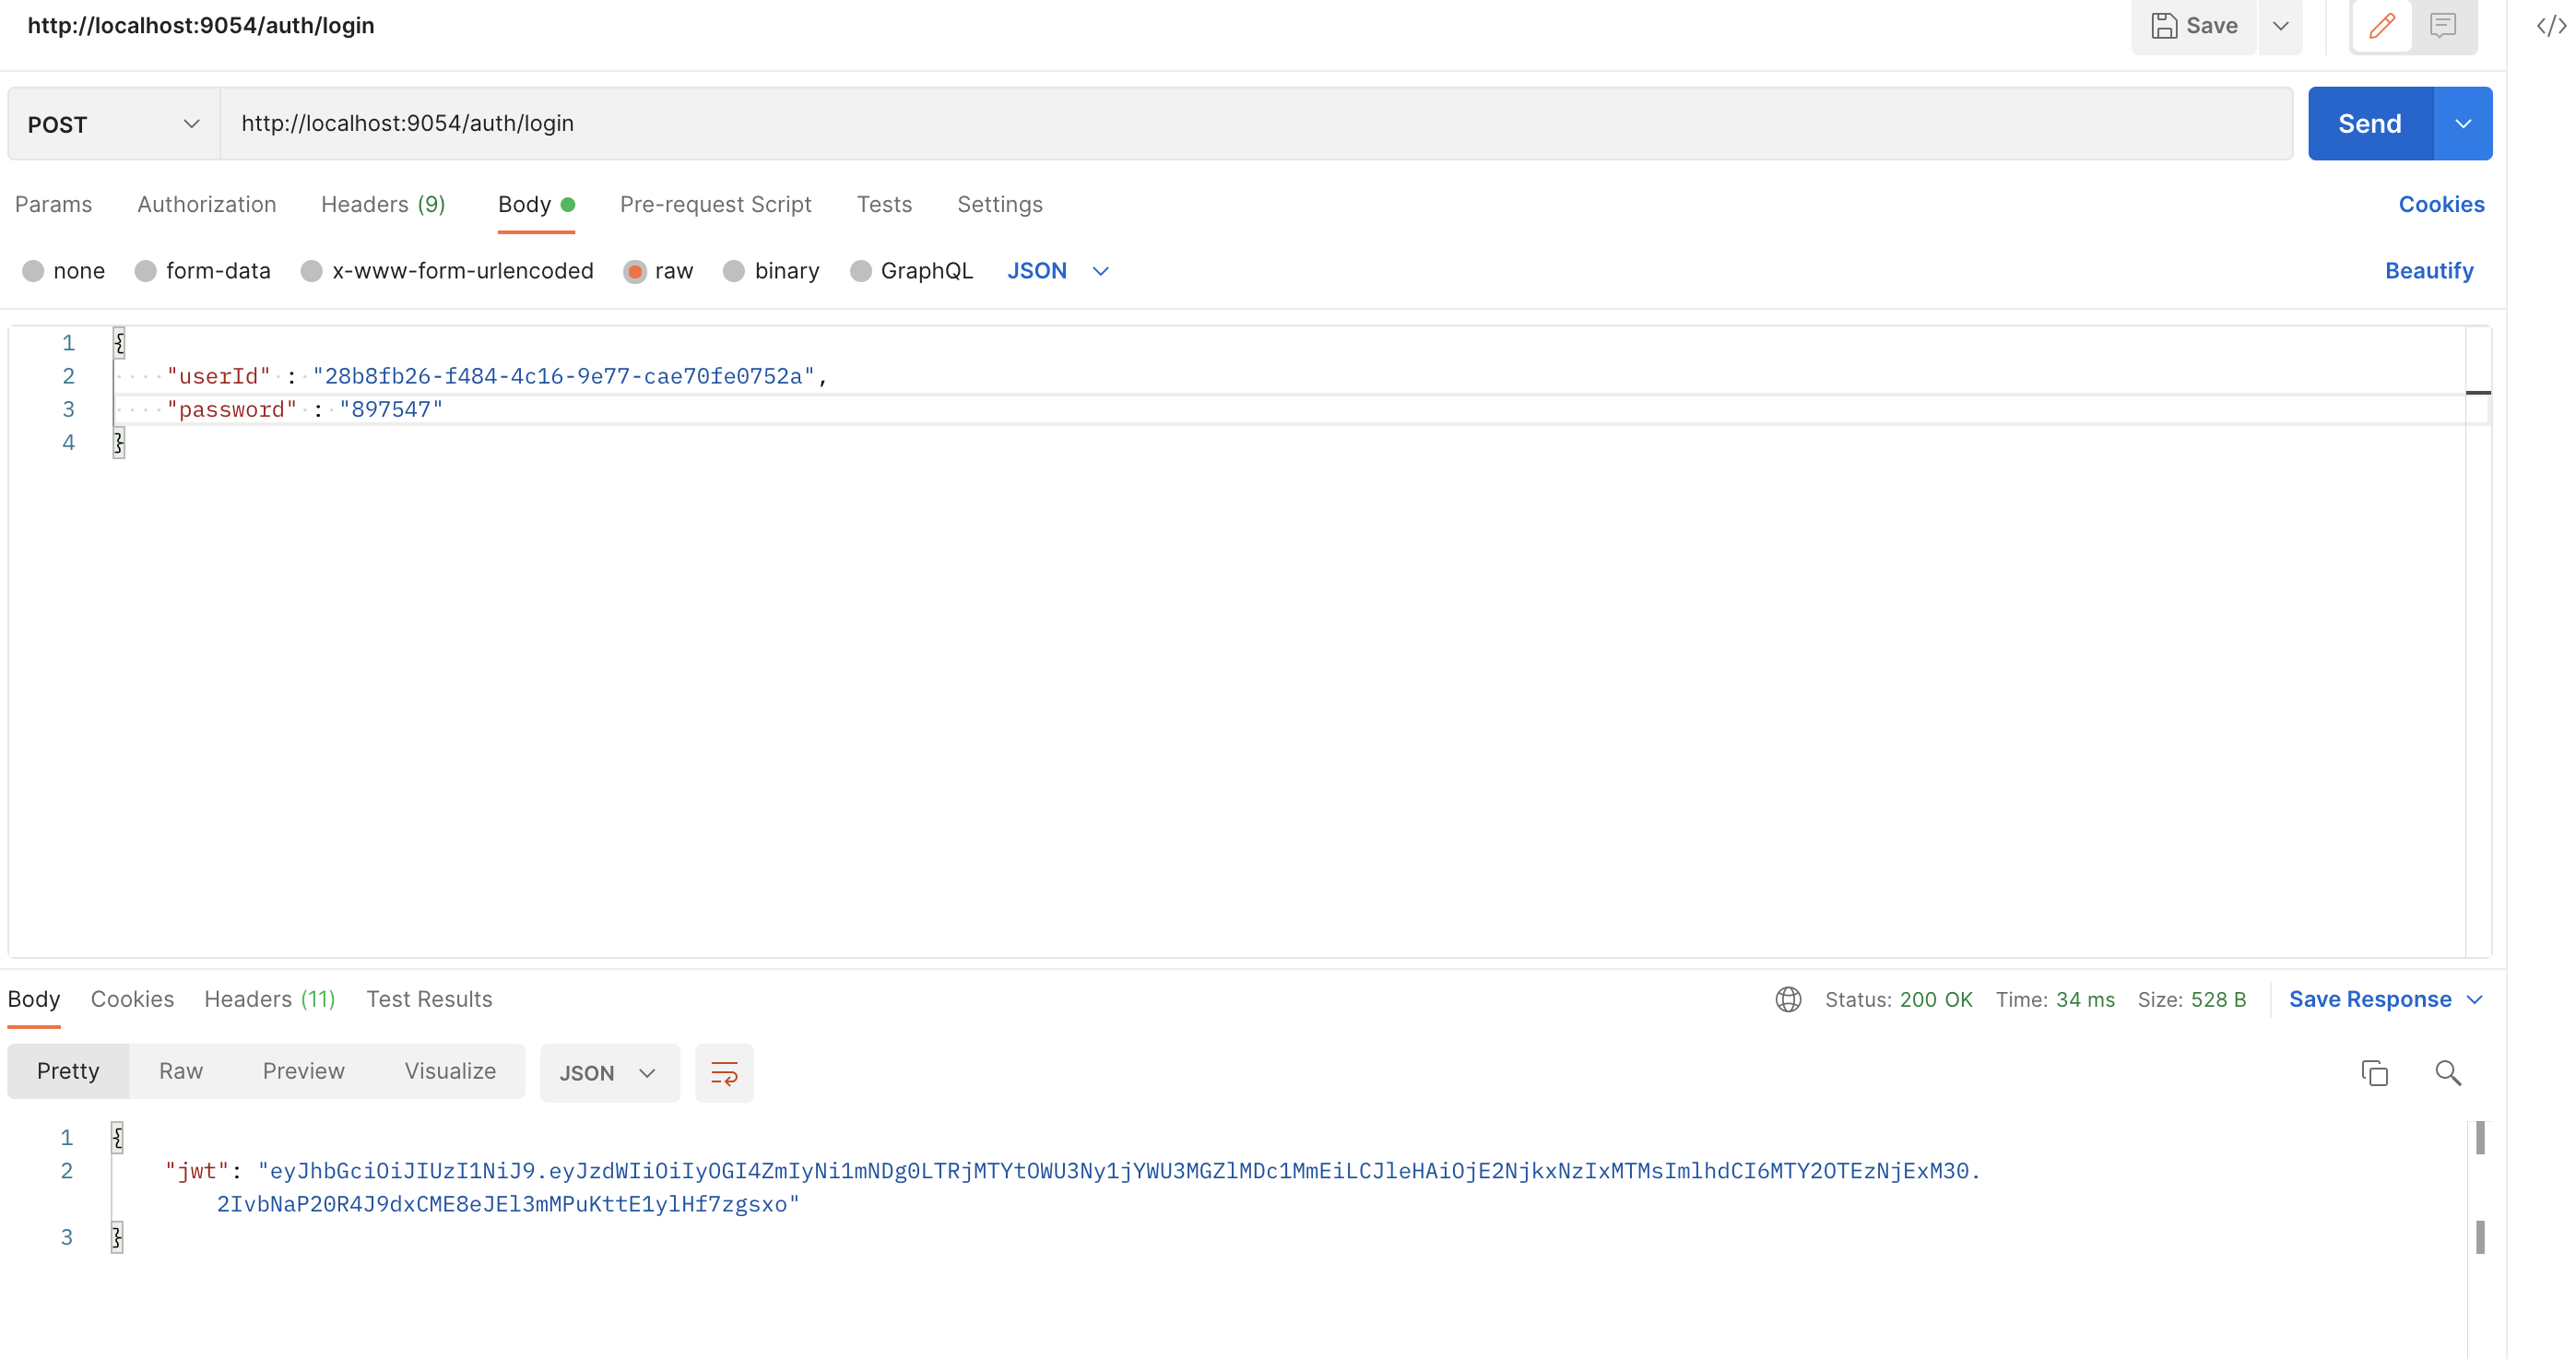 http://localhost:9054/auth/login
Save
POST
http://localhost:9054/auth/login
Send
Params Authorization Headers (9) Body Pre-request Script Tests Settings Cookies
none form-data x-www-form-urlencoded raw binary GraphQL JSON Beautify
1 {
2 "userId" : "28b8fb26-f484-4c16-9e77-cae70fe0752a",
3 "password" : "897547"
4 }
Body Cookies Headers (11) Test Results Status: 200 OK Time: 34 ms Size: 528 B Save Response
Pretty Raw Preview Visualize JSON
1 {
2 "jwt": "eyJhbGciOiJIUzI1NiJ9.eyJzdWIiOiIyOGI4ZmIyNi1mNDg0LTRjMTYtOWU3Ny1jYWU3MGZlMDc1MmEiLCJleHAiOjE2NjkxNzIxMTMsImlhdCI6MTY2OTEzNjExM30.
2IvbNaP20R4J9dxCME8eJEl3mMPuKttE1ylHf7zgsxo"
3 }